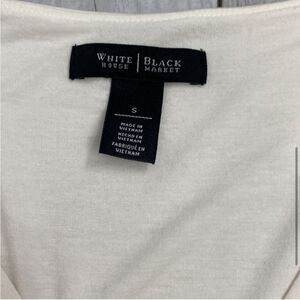 WHITE | BLACK
HOUSE | MARKET
S
MADE IN
VIETNAM
HECHO EN
VIETNAM
FABRIQUÉ EN
VIETNAM